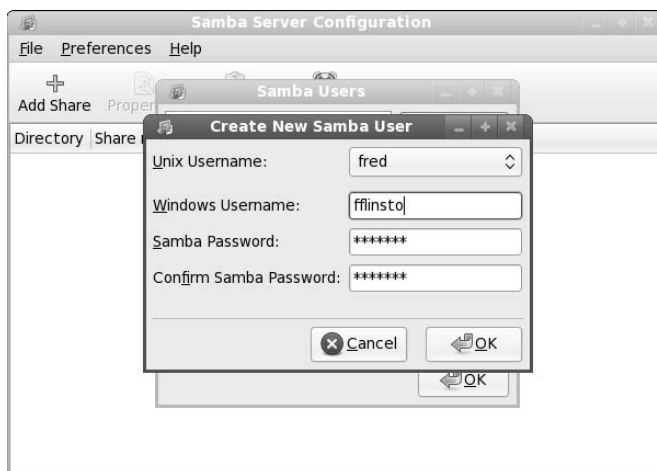 Samba Server Configuration
File Preferences Help
Add Share Proper
Samba Users
Directory Share
Create New Samba User
Unix Username: fred
Windows Username: fflinsto
Samba Password: *******
Confirm Samba Password: *******
Cancel OK
OK